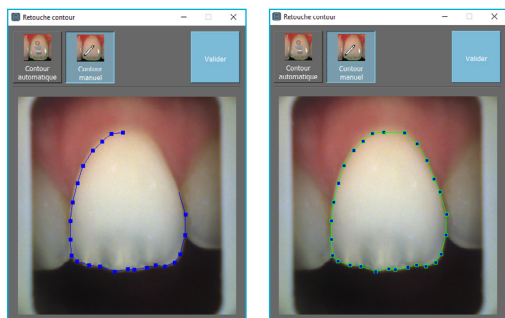 Retouche contour
Contour
automatique
Contour
manuel
Valider
Retouche contour
Contour
automatique
Contour
manuel
Valider